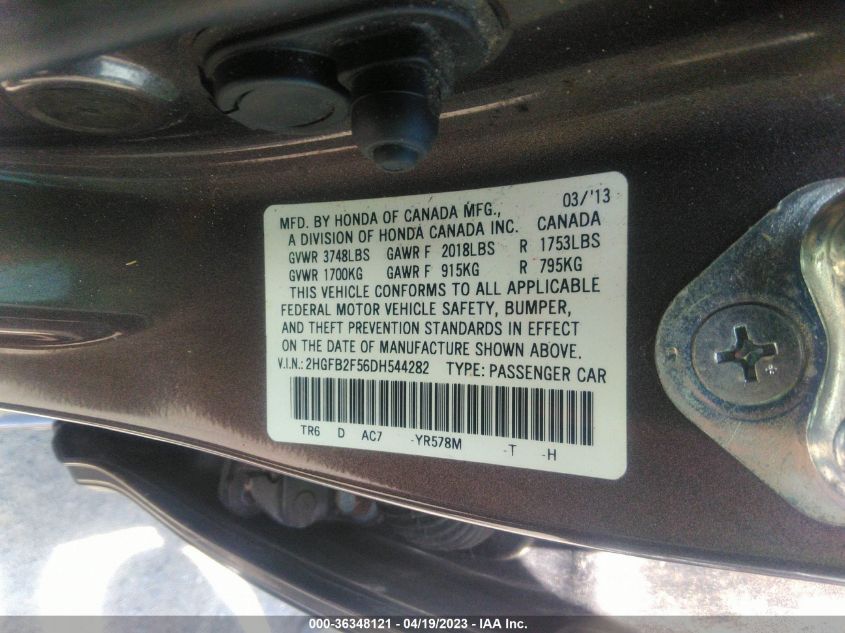 03/'13
MFD. BY HONDA OF CANADA MFG.,
A DIVISION OF HONDA CANADA INC. CANADA
GVWR 3748LBS GAWR F 2018LBS R 1753LBS
GVWR 1700KG GAWR F 915KG R 795KG
THIS VEHICLE CONFORMS TO ALL APPLICABLE
FEDERAL MOTOR VEHICLE SAFETY, BUMPER,
AND THEFT PREVENTION STANDARDS IN EFFECT
ON THE DATE OF MANUFACTURE SHOWN ABOVE.
V.I.N.: 2HGFB2F56DH544282 TYPE: PASSENGER CAR
TR6 D AC7 -YR578M -T -H
000-36348121 - 04/19/2023 - IAA Inc.